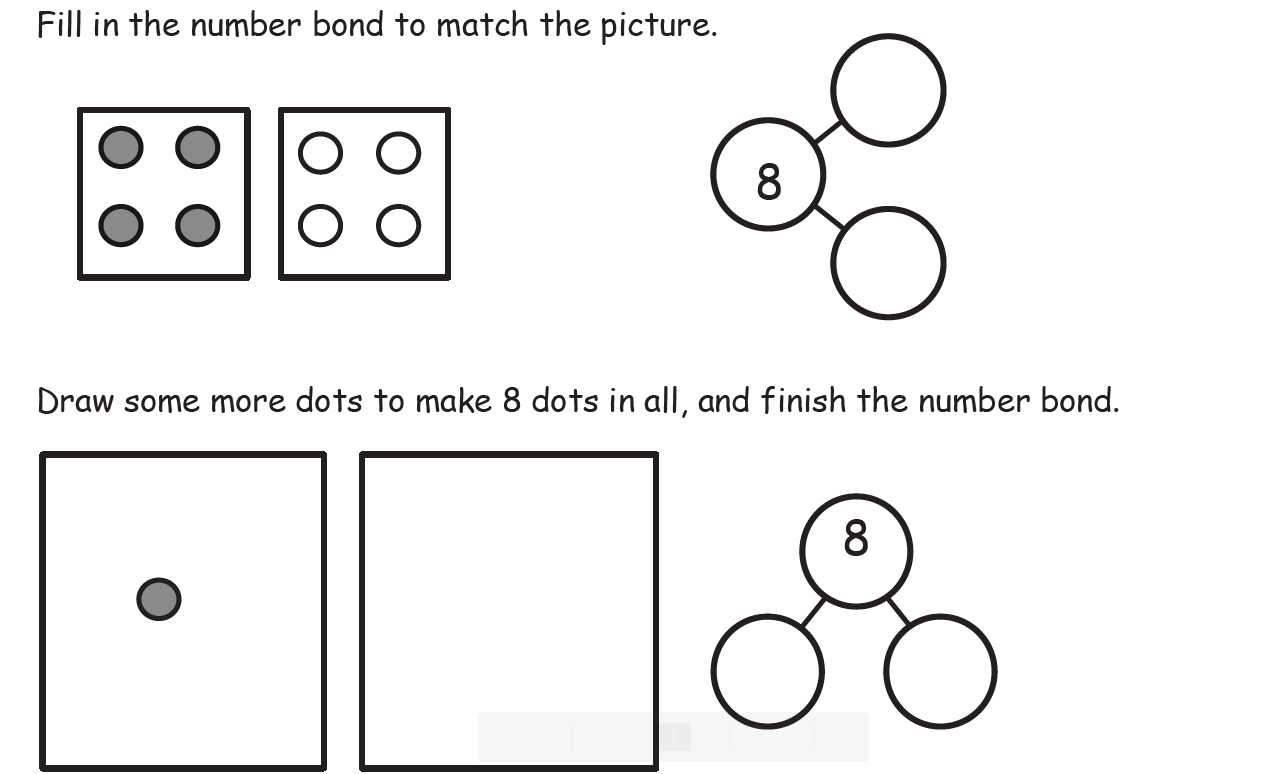 Fill in the number bond to match the picture.
8
Draw some more dots to make 8 dots in all, and finish the number bond.
8